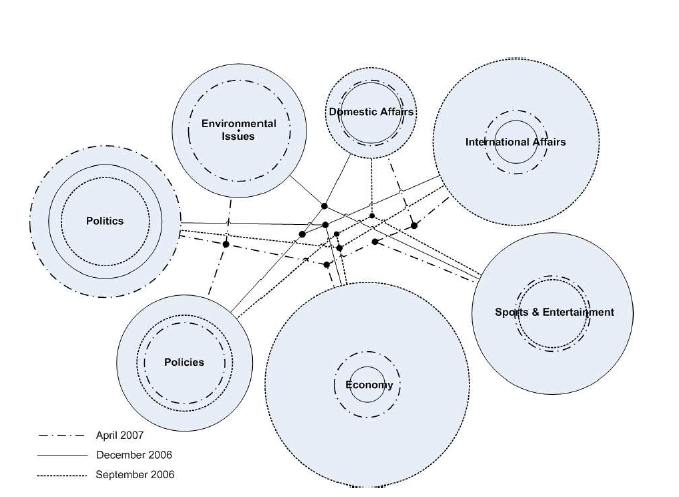 Environmental
Issues
Domestic Affairs
International Affairs
Politics
Sports & Entertainment
Policies
Economy
April 2007
December 2006
September 2006